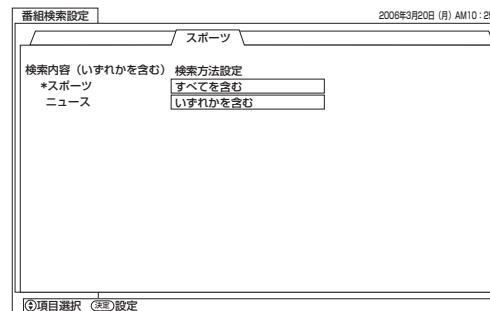 番組検索設定
2006年3月20日 (月) AM10:25
スポーツ
検索内容（いずれかを含む） 検索方法設定
*スポーツ すべてを含む
ニュース いずれかを含む
項目選択 決定 設定